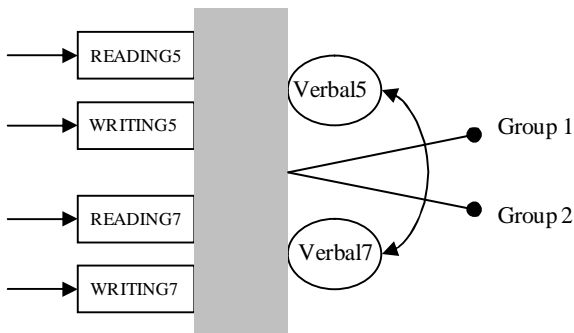 READING5
Verbal5
WRITING5
Group 1
READING7
Group 2
Verbal7
WRITING7